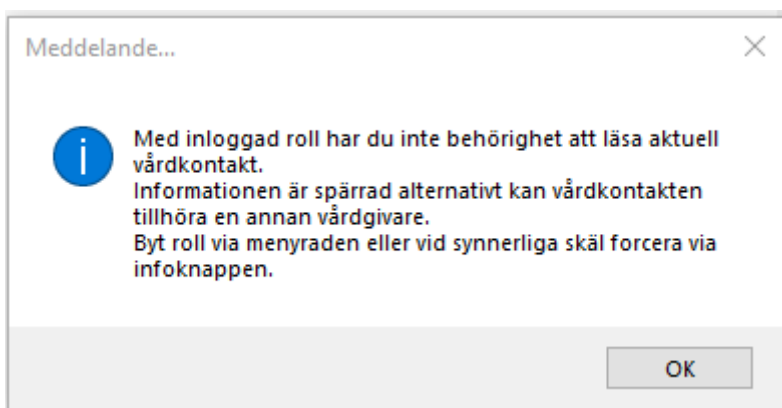 Meddelande...
Med inloggad roll har du inte behörighet att läsa aktuell
vårdkontakt.
Informationen är spärrad alternativt kan vårdkontakten
tillhöra en annan vårdgivare.
Byt roll via menyraden eller vid synnerliga skäl forcera via
infoknappen.
OK